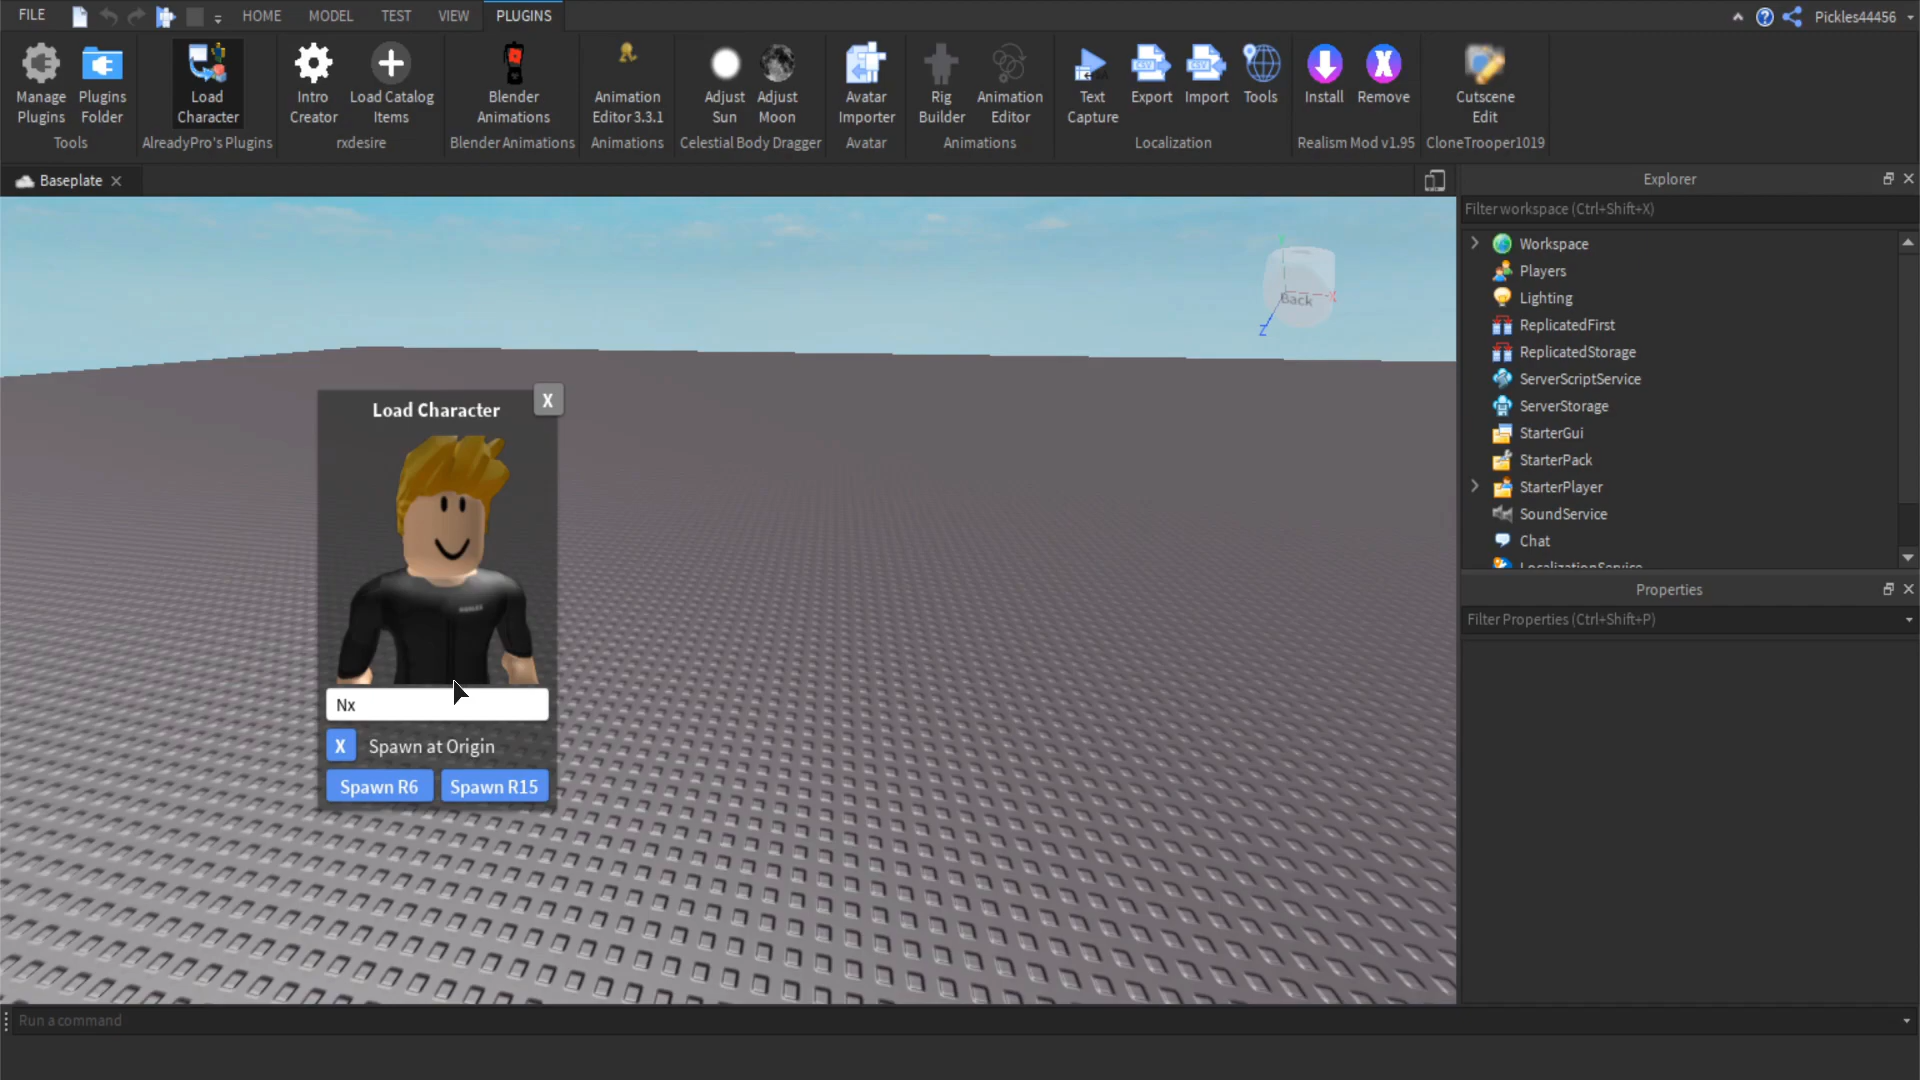 FILE
HOME
MODEL
TEST
VIEW
PLUGINS
Pickles44456
Manage Plugins
Plugins Folder
Load Character
Intro Creator
Load Catalog Items
Blender Animations
Animation Editor 3.3.1
Adjust Sun
Adjust Moon
Avatar Importer
Rig Builder
Animation Editor
Text Capture
Export
Import
Tools
Install
Remove
Cutscene Edit
Tools
AlreadyPro's Plugins
rxdesire
Blender Animations
Animations
Celestial Body Dragger
Avatar
Animations
Localization
Realism Mod v1.95
CloneTrooper1019
Baseplate
Explorer
Filter workspace (Ctrl+Shift+X)
Workspace
Players
Lighting
ReplicatedFirst
ReplicatedStorage
ServerScriptService
ServerStorage
StarterGui
StarterPack
StarterPlayer
SoundService
Chat
LocalizationService
Properties
Filter Properties (Ctrl+Shift+P)
Back
X
Z
Load Character
X
Nx
X Spawn at Origin
Spawn R6
Spawn R15
Run a command